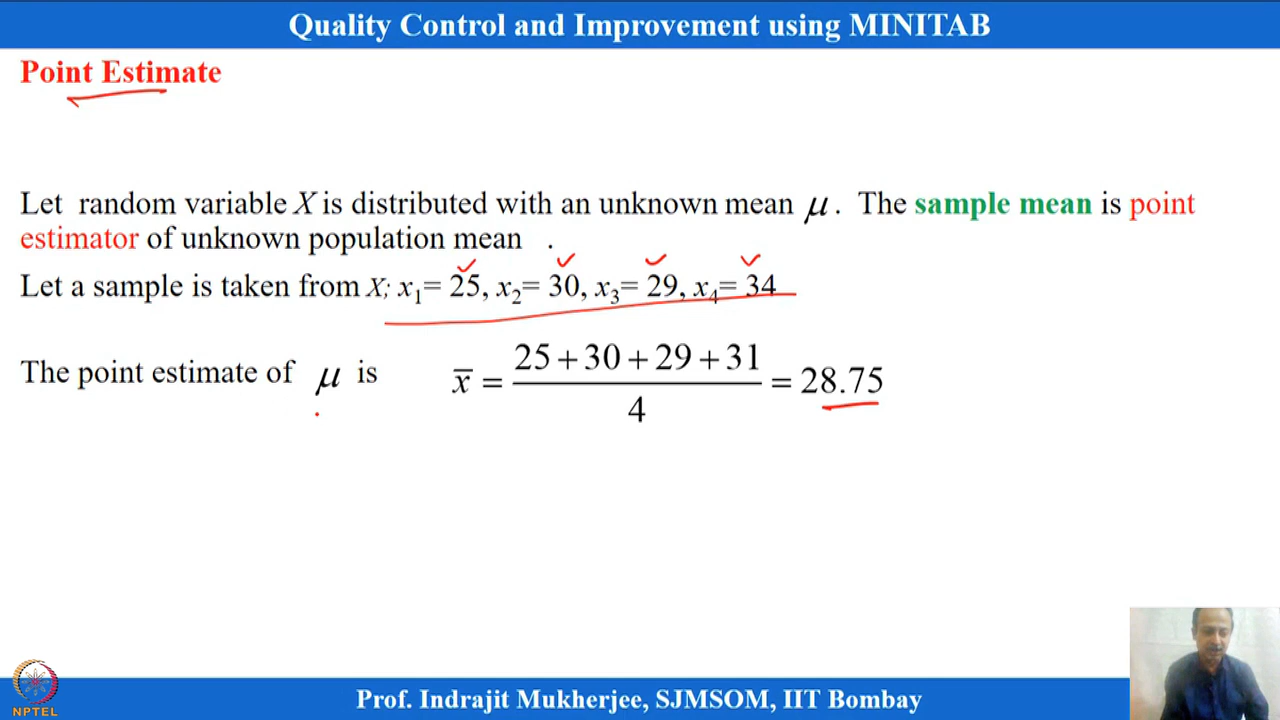 Quality Control and Improvement using MINITAB
Point Estimate
Let random variable X is distributed with an unknown mean μ. The sample mean is point
estimator of unknown population mean .
Let a sample is taken from X; x₁= 25, x₂= 30, x₃= 29, x₄= 34
The point estimate of μ is x̄ = (25+30+29+31)/4 = 28.75
NPTEL
Prof. Indrajit Mukherjee, SJMSOM, IIT Bombay